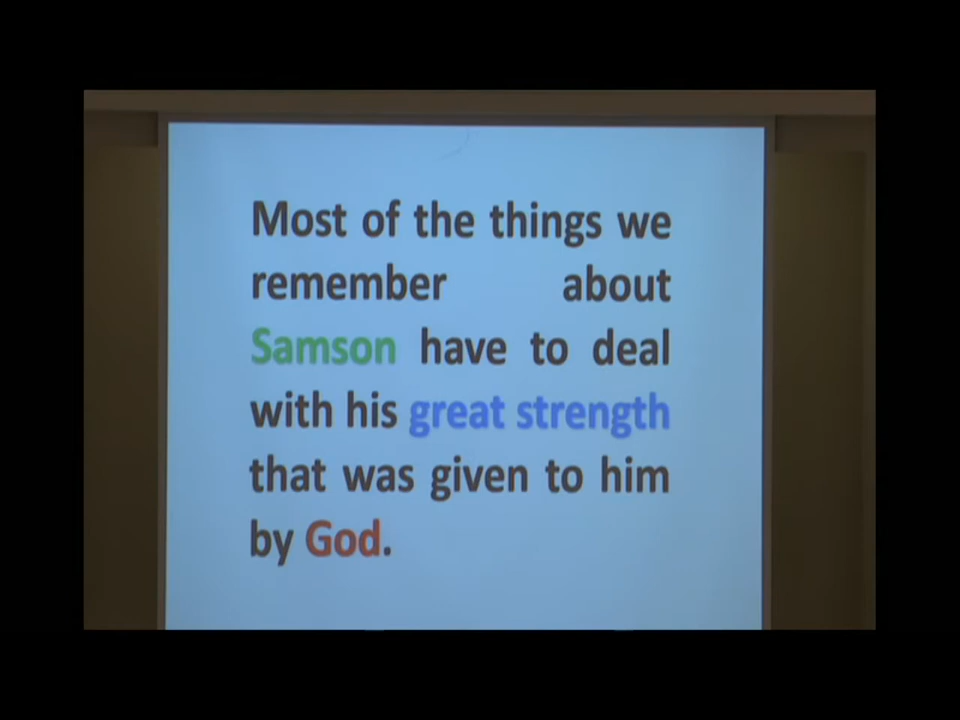 Most of the things we
remember about
Samson have to deal
with his great strength
that was given to him
by God.